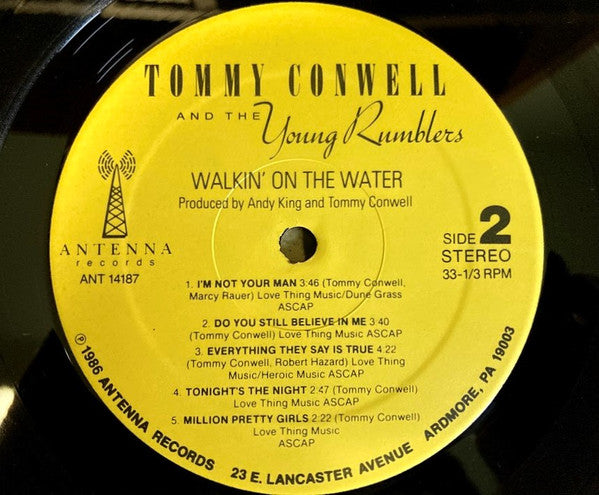 TOMMY CONWELL
AND THE Young Rumblers
WALKIN' ON THE WATER
Produced by Andy King and Tommy Conwell
ANTENNA
records
ANT 14187
SIDE 2
STEREO
33-1/3 RPM
1. I'M NOT YOUR MAN 3:46 (Tommy Conwell,
Marcy Rauer) Love Thing Music/Dune Grass
ASCAP
2. DO YOU STILL BELIEVE IN ME 3:40
(Tommy Conwell) Love Thing Music ASCAP
3. EVERYTHING THEY SAY IS TRUE 4:22
(Tommy Conwell, Robert Hazard) Love Thing
Music/Heroic Music ASCAP
4. TONIGHT'S THE NIGHT 2:47 (Tommy Conwell)
Love Thing Music ASCAP
5. MILLION PRETTY GIRLS 2:22 (Tommy Conwell)
Love Thing Music
ASCAP
℗ 1986 ANTENNA RECORDS 23 E. LANCASTER AVENUE ARDMORE, PA 19003